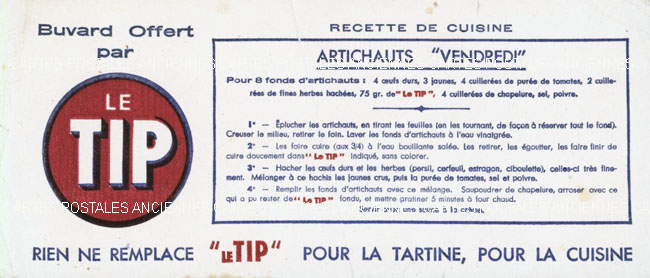 Buvard Offert
par
LE
TIP
RECETTE DE CUISINE
ARTICHAUTS "VENDREDI"
Pour 8 fonds d'artichauts : 4 œufs durs, 3 jaunes, 4 cuillerées de purée de tomates, 2 cuille-
rées de fines herbes hachées, 75 gr. de "Le TIP", 4 cuillerées de chapelure, sel, poivre.
1° - Éplucher les artichauts, en tirant les feuilles (en les tournant, de façon à réserver tout le fond).
Creuser le milieu, retirer le foin. Laver les fonds d'artichauts à l'eau vinaigrée.
2° - Les faire cuire (aux 3/4) à l'eau bouillante salée. Les retirer, les égoutter, les faire finir de
cuire doucement dans "Le TIP" indiqué, sans colorer.
3° - Hacher les œufs durs et les herbes (persil, cerfeuil, estragon, ciboulette), celles-ci très fine-
ment. Mélanger à ce hachis les jaunes crus, puis la purée de tomates, sel et poivre.
4° - Remplir les fonds d'artichauts avec ce mélange. Saupoudrer de chapelure, arroser avec ce
qui a pu rester de "Le TIP" fondu, et mettre gratiner 5 minutes à four chaud.
Servir avec une sauce à la crème.
RIEN NE REMPLACE "LE TIP" POUR LA TARTINE, POUR LA CUISINE